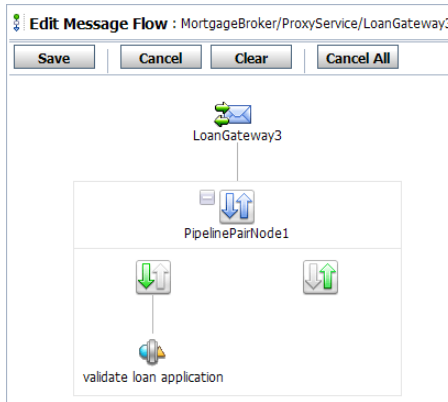 Edit Message Flow : MortgageBroker/ProxyService/LoanGateway3
Save Cancel Clear Cancel All
LoanGateway3
PipelinePairNode1
validate loan application